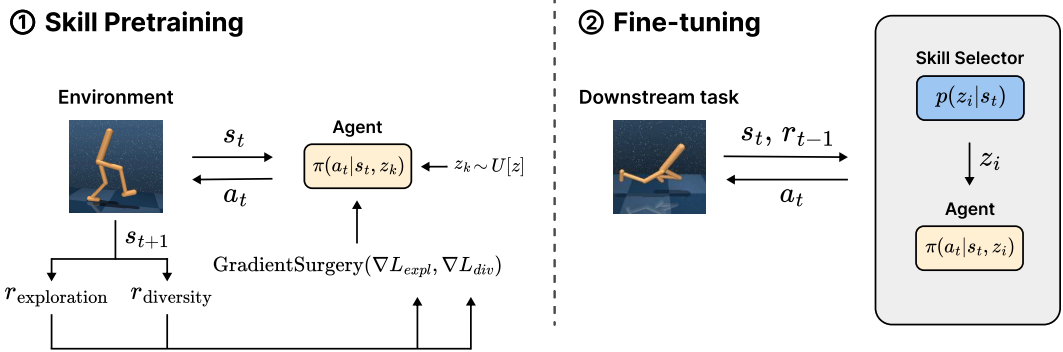 ① Skill Pretraining
Environment
s_t
a_t
Agent
π(a_t|s_t, z_k)
z_k ~ U[z]
s_{t+1}
r_exploration
r_diversity
GradientSurgery(∇L_expl, ∇L_div)
② Fine-tuning
Downstream task
s_t, r_{t−1}
a_t
Skill Selector
p(z_i|s_t)
z_i
Agent
π(a_t|s_t, z_i)